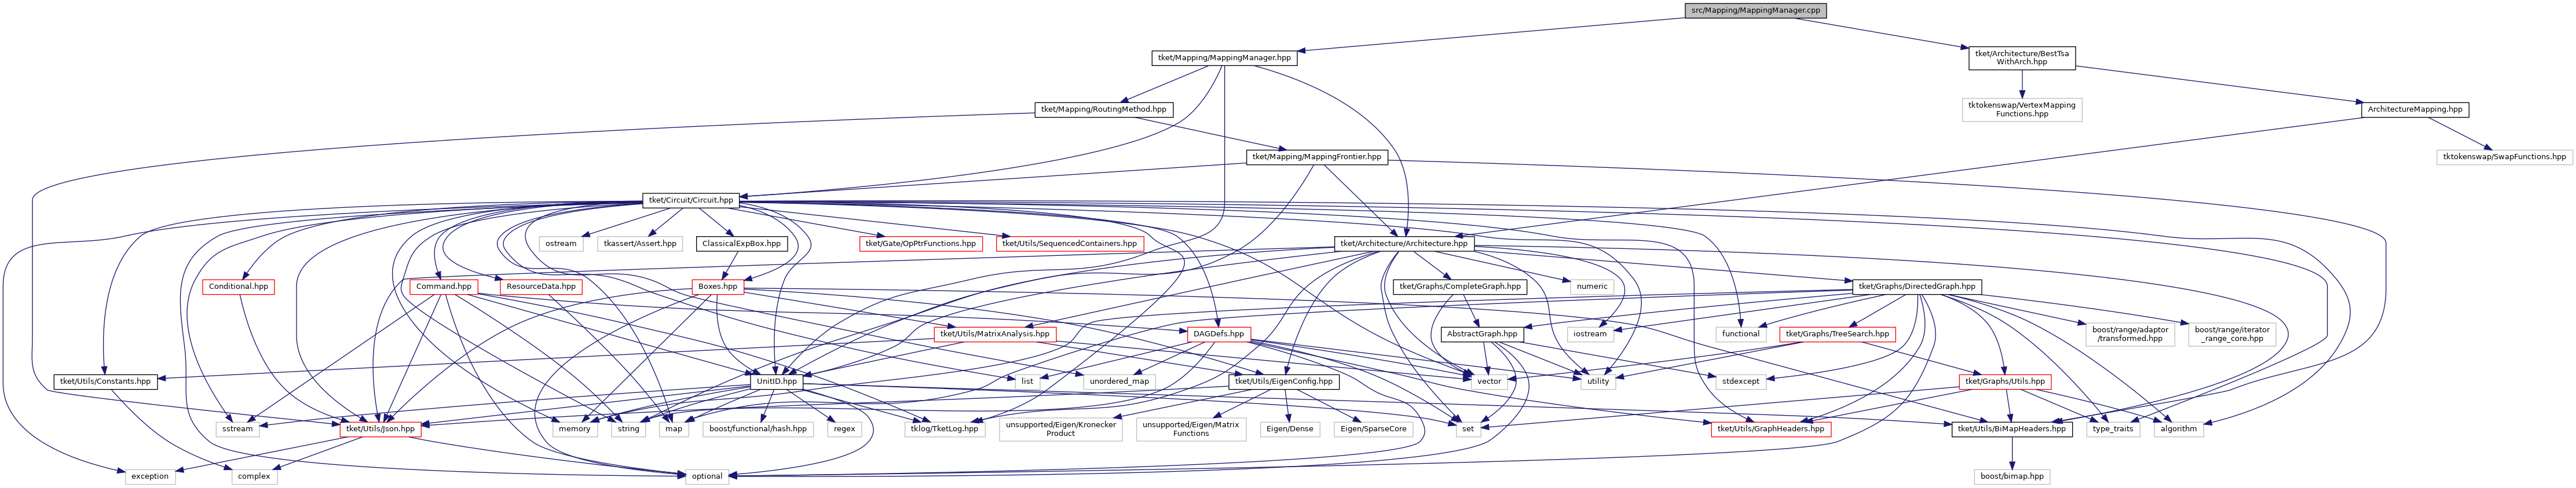 src/Mapping/MappingManager.cpp
tket/Mapping/MappingManager.hpp
tket/Architecture/BestTsa
WithArch.hpp
tket/Mapping/RoutingMethod.hpp
tktokenswap/VertexMapping
Functions.hpp
ArchitectureMapping.hpp
tket/Mapping/MappingFrontier.hpp
tktokenswap/SwapFunctions.hpp
tket/Circuit/Circuit.hpp
ostream
tkassert/Assert.hpp
ClassicalExpBox.hpp
tket/Gate/OpPtrFunctions.hpp
tket/Utils/SequencedContainers.hpp
tket/Architecture/Architecture.hpp
Conditional.hpp
Command.hpp
ResourceData.hpp
Boxes.hpp
tket/Graphs/CompleteGraph.hpp
numeric
tket/Graphs/DirectedGraph.hpp
tket/Utils/MatrixAnalysis.hpp
DAGDefs.hpp
AbstractGraph.hpp
iostream
functional
tket/Graphs/TreeSearch.hpp
boost/range/adaptor
/transformed.hpp
boost/range/iterator
_range_core.hpp
tket/Utils/Constants.hpp
UnitID.hpp
list
unordered_map
tket/Utils/EigenConfig.hpp
vector
utility
stdexcept
tket/Graphs/Utils.hpp
sstream
tket/Utils/Json.hpp
memory
string
map
boost/functional/hash.hpp
regex
tklog/TketLog.hpp
unsupported/Eigen/Kronecker
Product
unsupported/Eigen/Matrix
Functions
Eigen/Dense
Eigen/SparseCore
set
tket/Utils/GraphHeaders.hpp
tket/Utils/BiMapHeaders.hpp
type_traits
algorithm
exception
complex
optional
boost/bimap.hpp